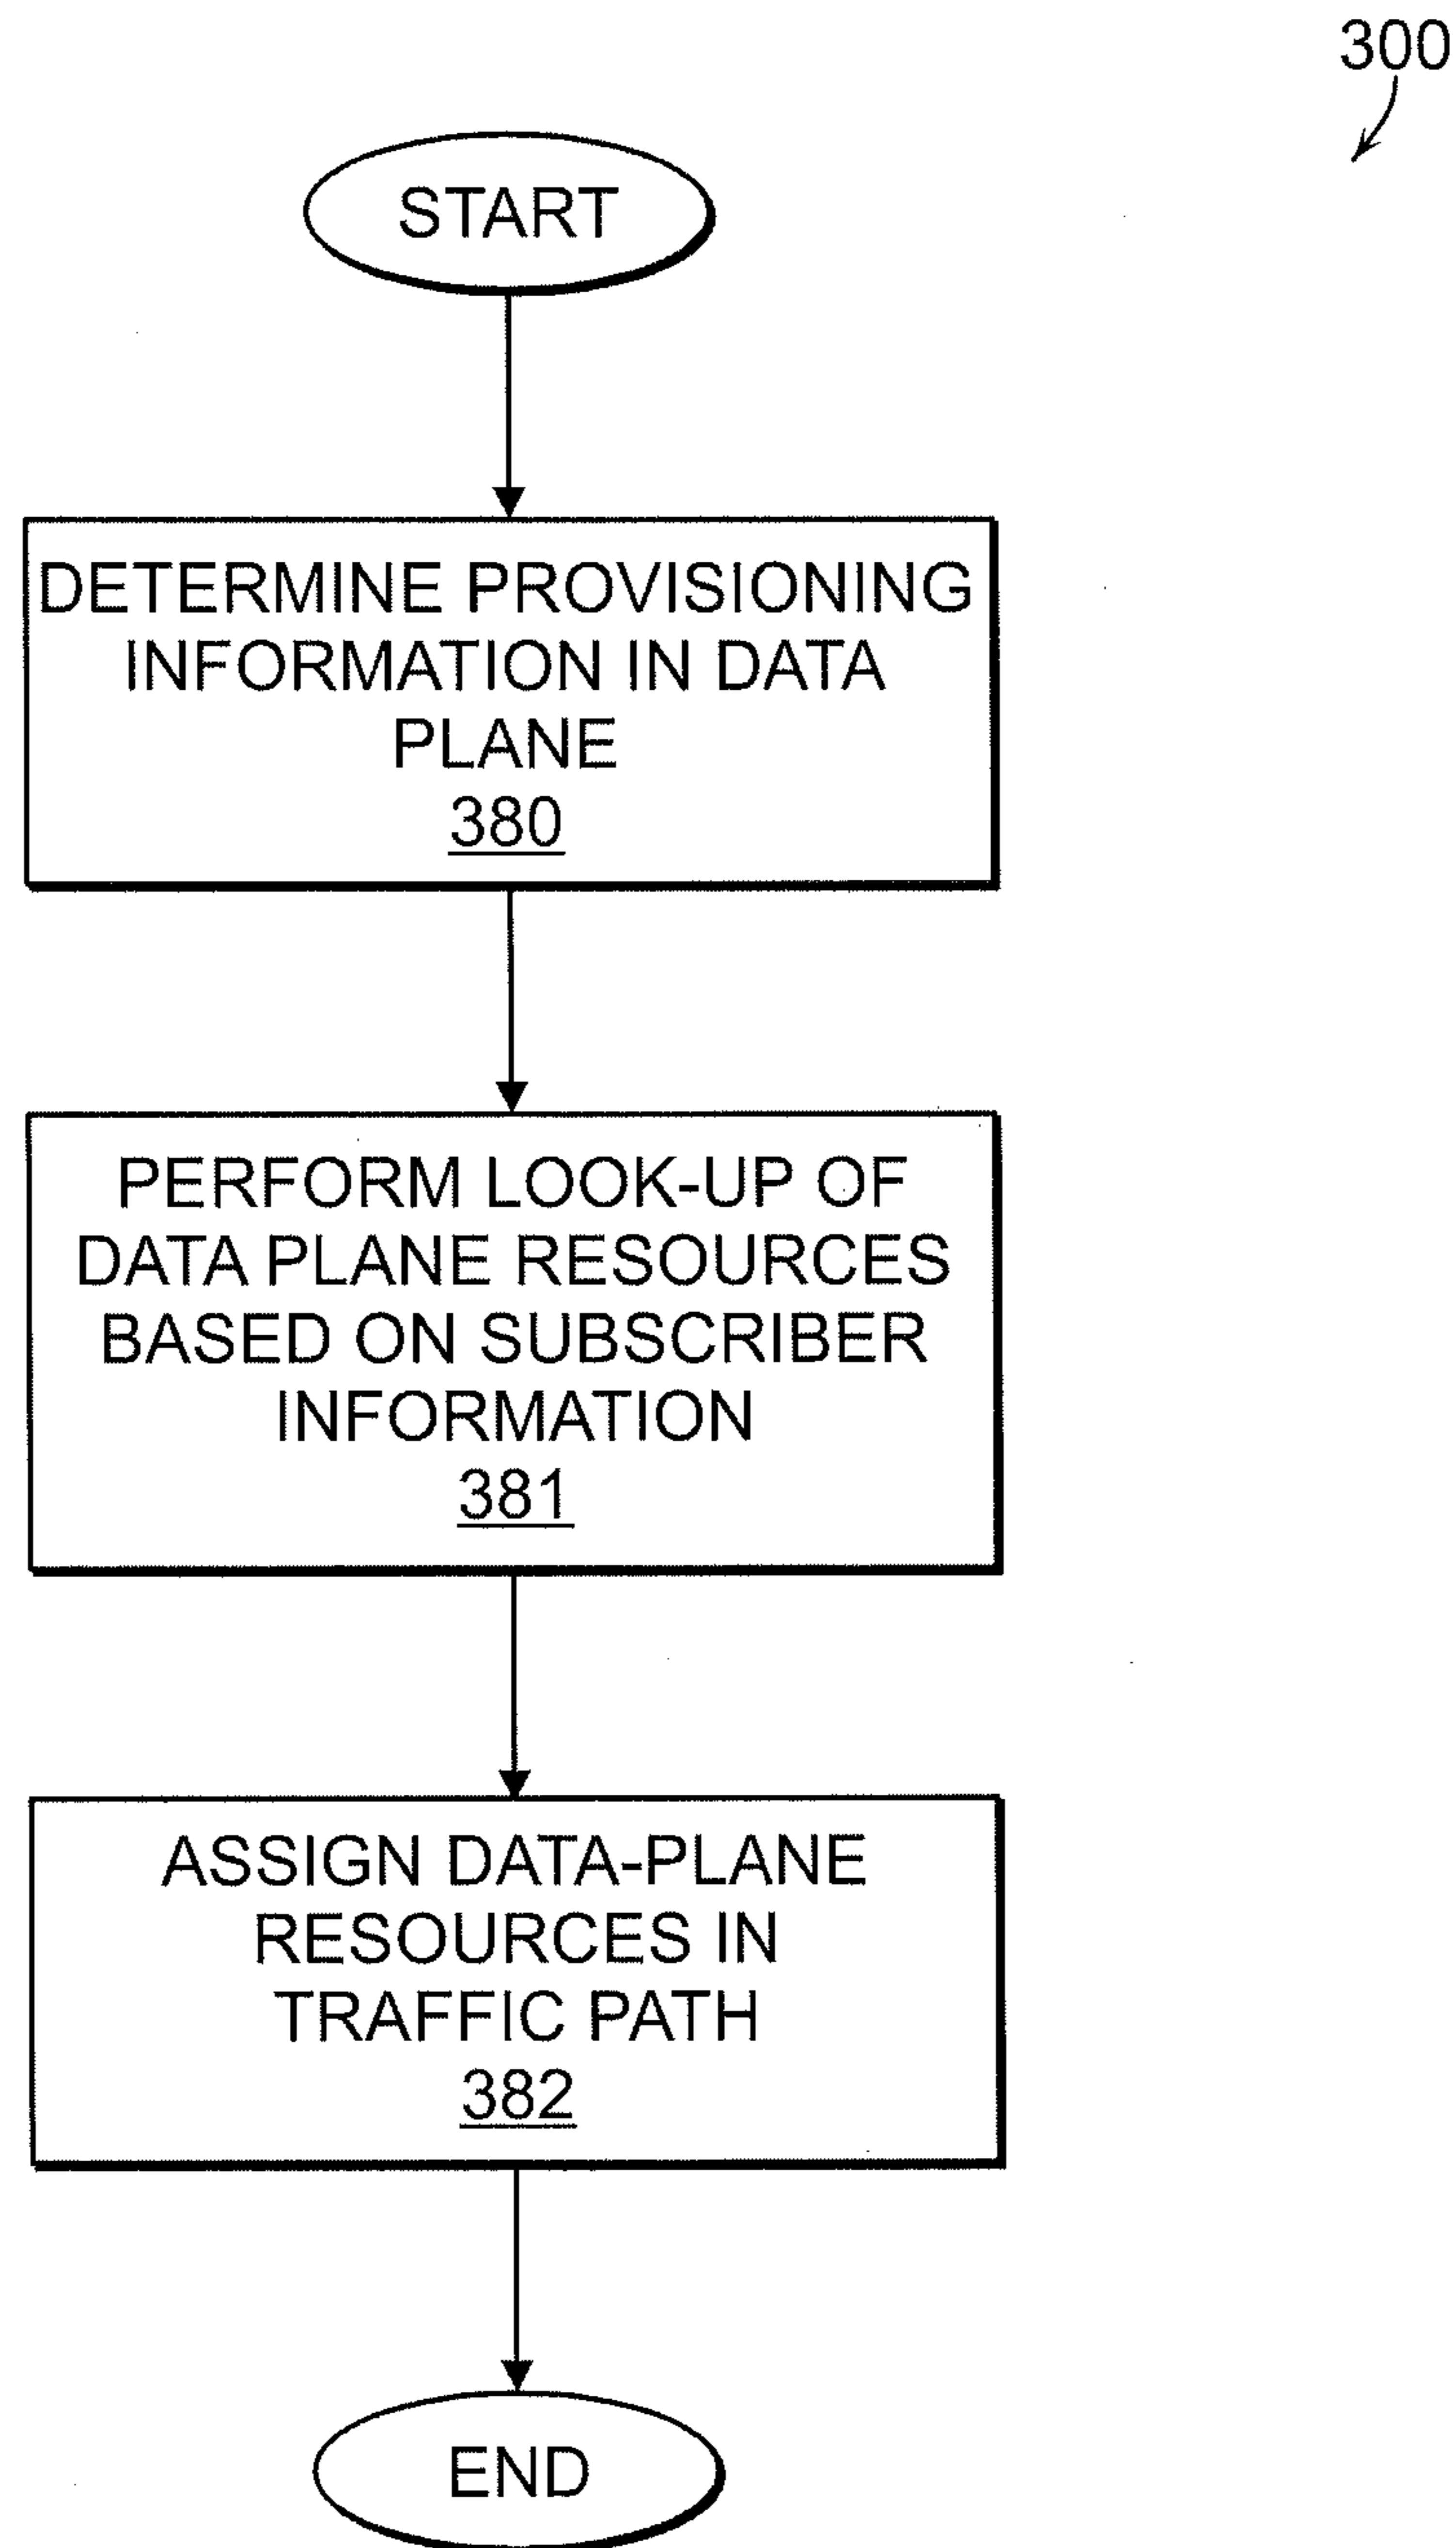 300
START
DETERMINE PROVISIONING
INFORMATION IN DATA
PLANE
380
PERFORM LOOK-UP OF
DATA PLANE RESOURCES
BASED ON SUBSCRIBER
INFORMATION
381
ASSIGN DATA-PLANE
RESOURCES IN
TRAFFIC PATH
382
END